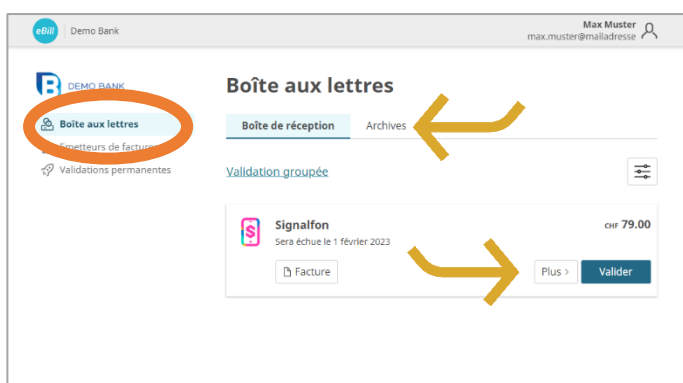 eBill Demo Bank
Max Muster
max.muster@mailadresse
DEMO BANK
Boîte aux lettres
Emetteurs de factures
Validations permanentes
Boîte aux lettres
Boîte de réception Archives
Validation groupée
Signalfon
Sera échue le 1 février 2023
CHF 79.00
Facture
Plus >
Valider